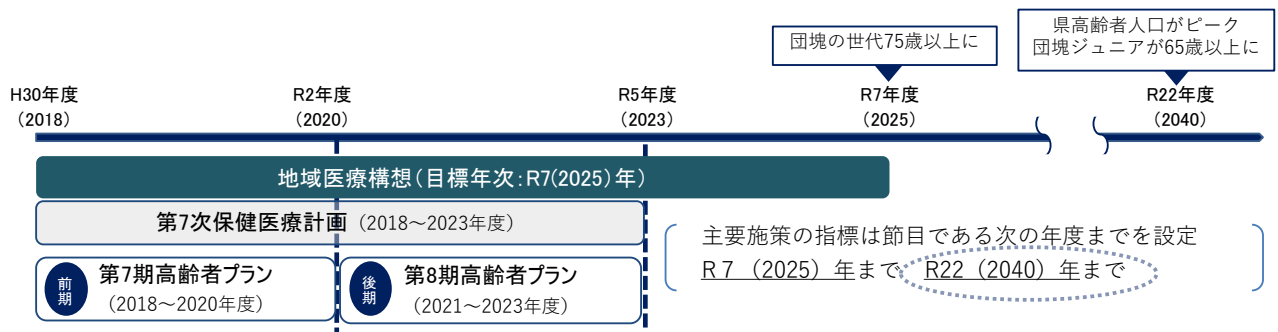 団塊の世代75歳以上に
県高齢者人口がピーク
団塊ジュニアが65歳以上に
H30年度
(2018)
R2年度
(2020)
R5年度
(2023)
R7年度
(2025)
R22年度
(2040)
地域医療構想(目標年次:R7(2025)年)
第7次保健医療計画(2018～2023年度)
主要施策の指標は節目である次の年度までを設定
R7(2025)年まで、R22(2040)年まで
前期
第7期高齢者プラン
(2018～2020年度)
後期
第8期高齢者プラン
(2021～2023年度)